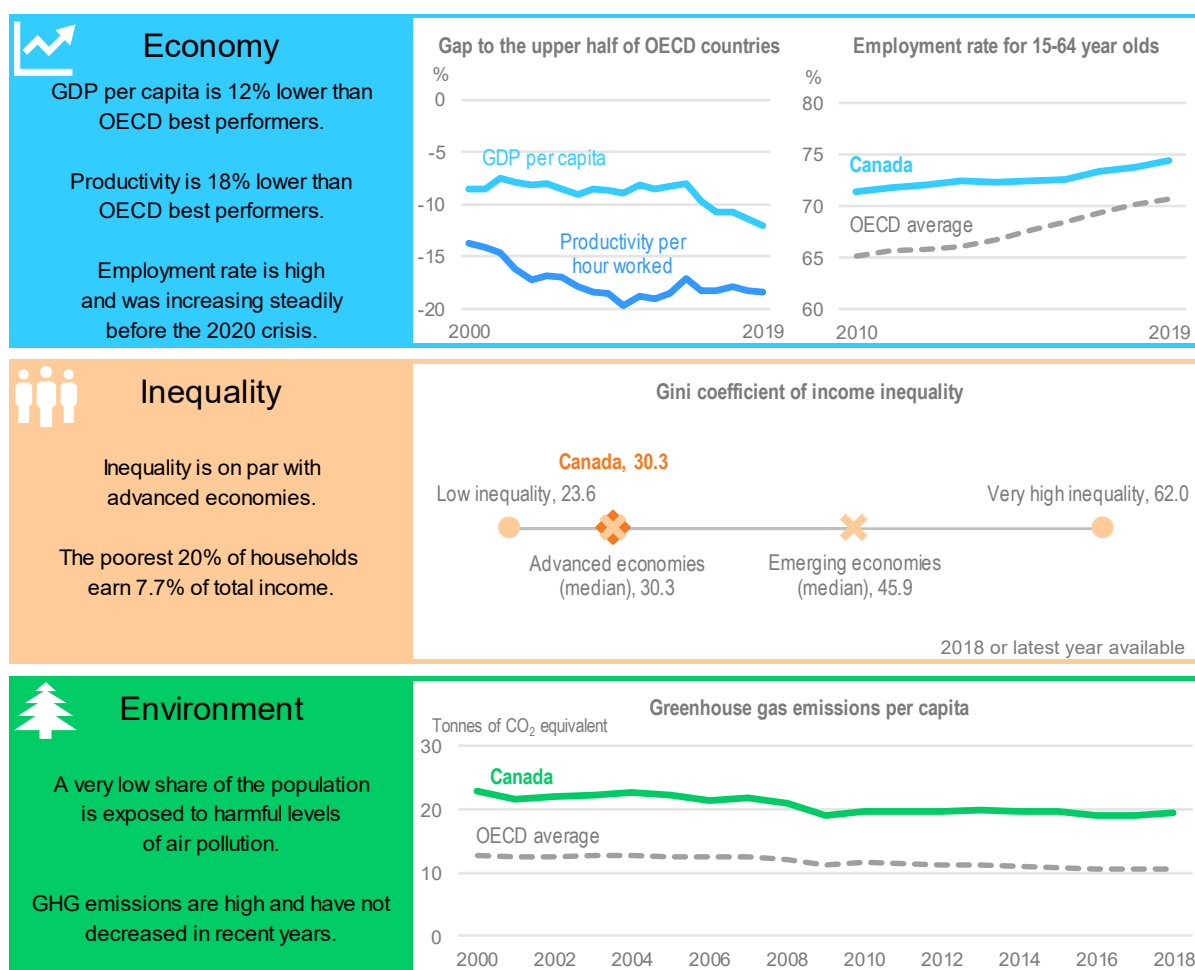 Economy
GDP per capita is 12% lower than
OECD best performers.
Productivity is 18% lower than
OECD best performers.
Employment rate is high
and was increasing steadily
before the 2020 crisis.
Gap to the upper half of OECD countries
%
0
-5
-10
-15
-20
GDP per capita
Productivity per
hour worked
2000
2019
Employment rate for 15-64 year olds
%
80
75
70
65
60
Canada
OECD average
2010
2019
Inequality
Inequality is on par with
advanced economies.
The poorest 20% of households
earn 7.7% of total income.
Gini coefficient of income inequality
Canada, 30.3
Low inequality, 23.6
Very high inequality, 62.0
Advanced economies
(median), 30.3
Emerging economies
(median), 45.9
2018 or latest year available
Environment
A very low share of the population
is exposed to harmful levels
of air pollution.
GHG emissions are high and have not
decreased in recent years.
Greenhouse gas emissions per capita
Tonnes of CO₂ equivalent
30
20
10
0
Canada
OECD average
2000 2002 2004 2006 2008 2010 2012 2014 2016 2018